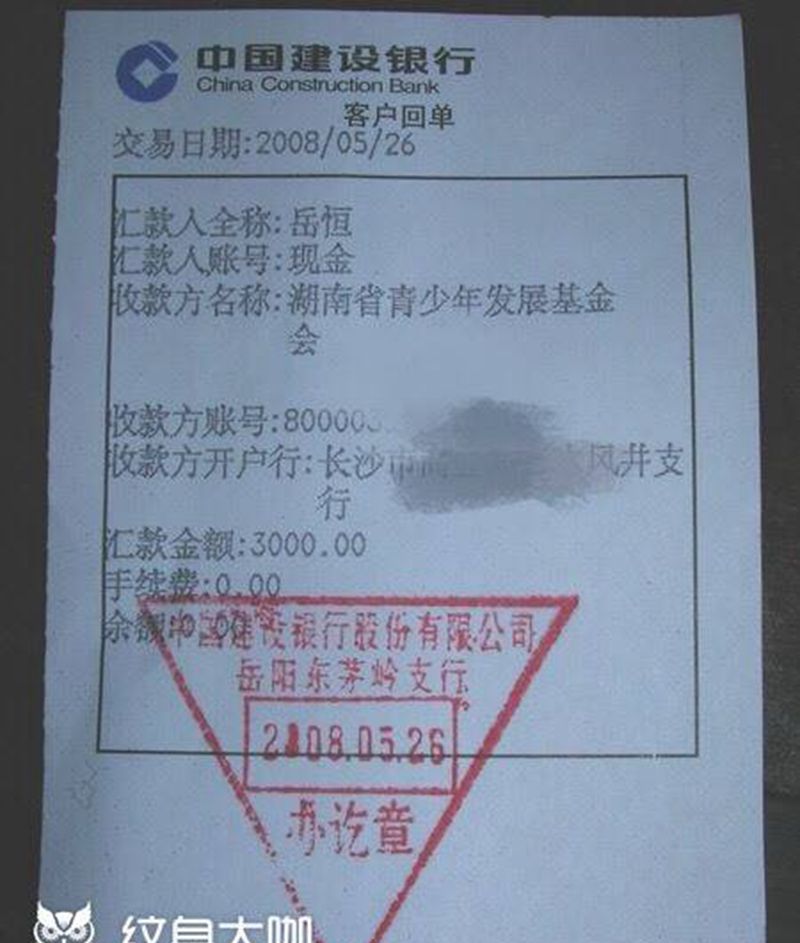 中国建设银行
China Construction Bank
客户回单
交易日期:2008/05/26
汇款人全称:岳恒
汇款人账号:现金
收款方名称:湖南省青少年发展基金
会
收款方账号:800003
收款方开户行:长沙市 风井支
行
汇款金额:3000.00
手续费:0.00
余额:0.00
中国建设银行股份有限公司
岳阳东茅岭支行
2008.05.26
办讫章
纹身大咖